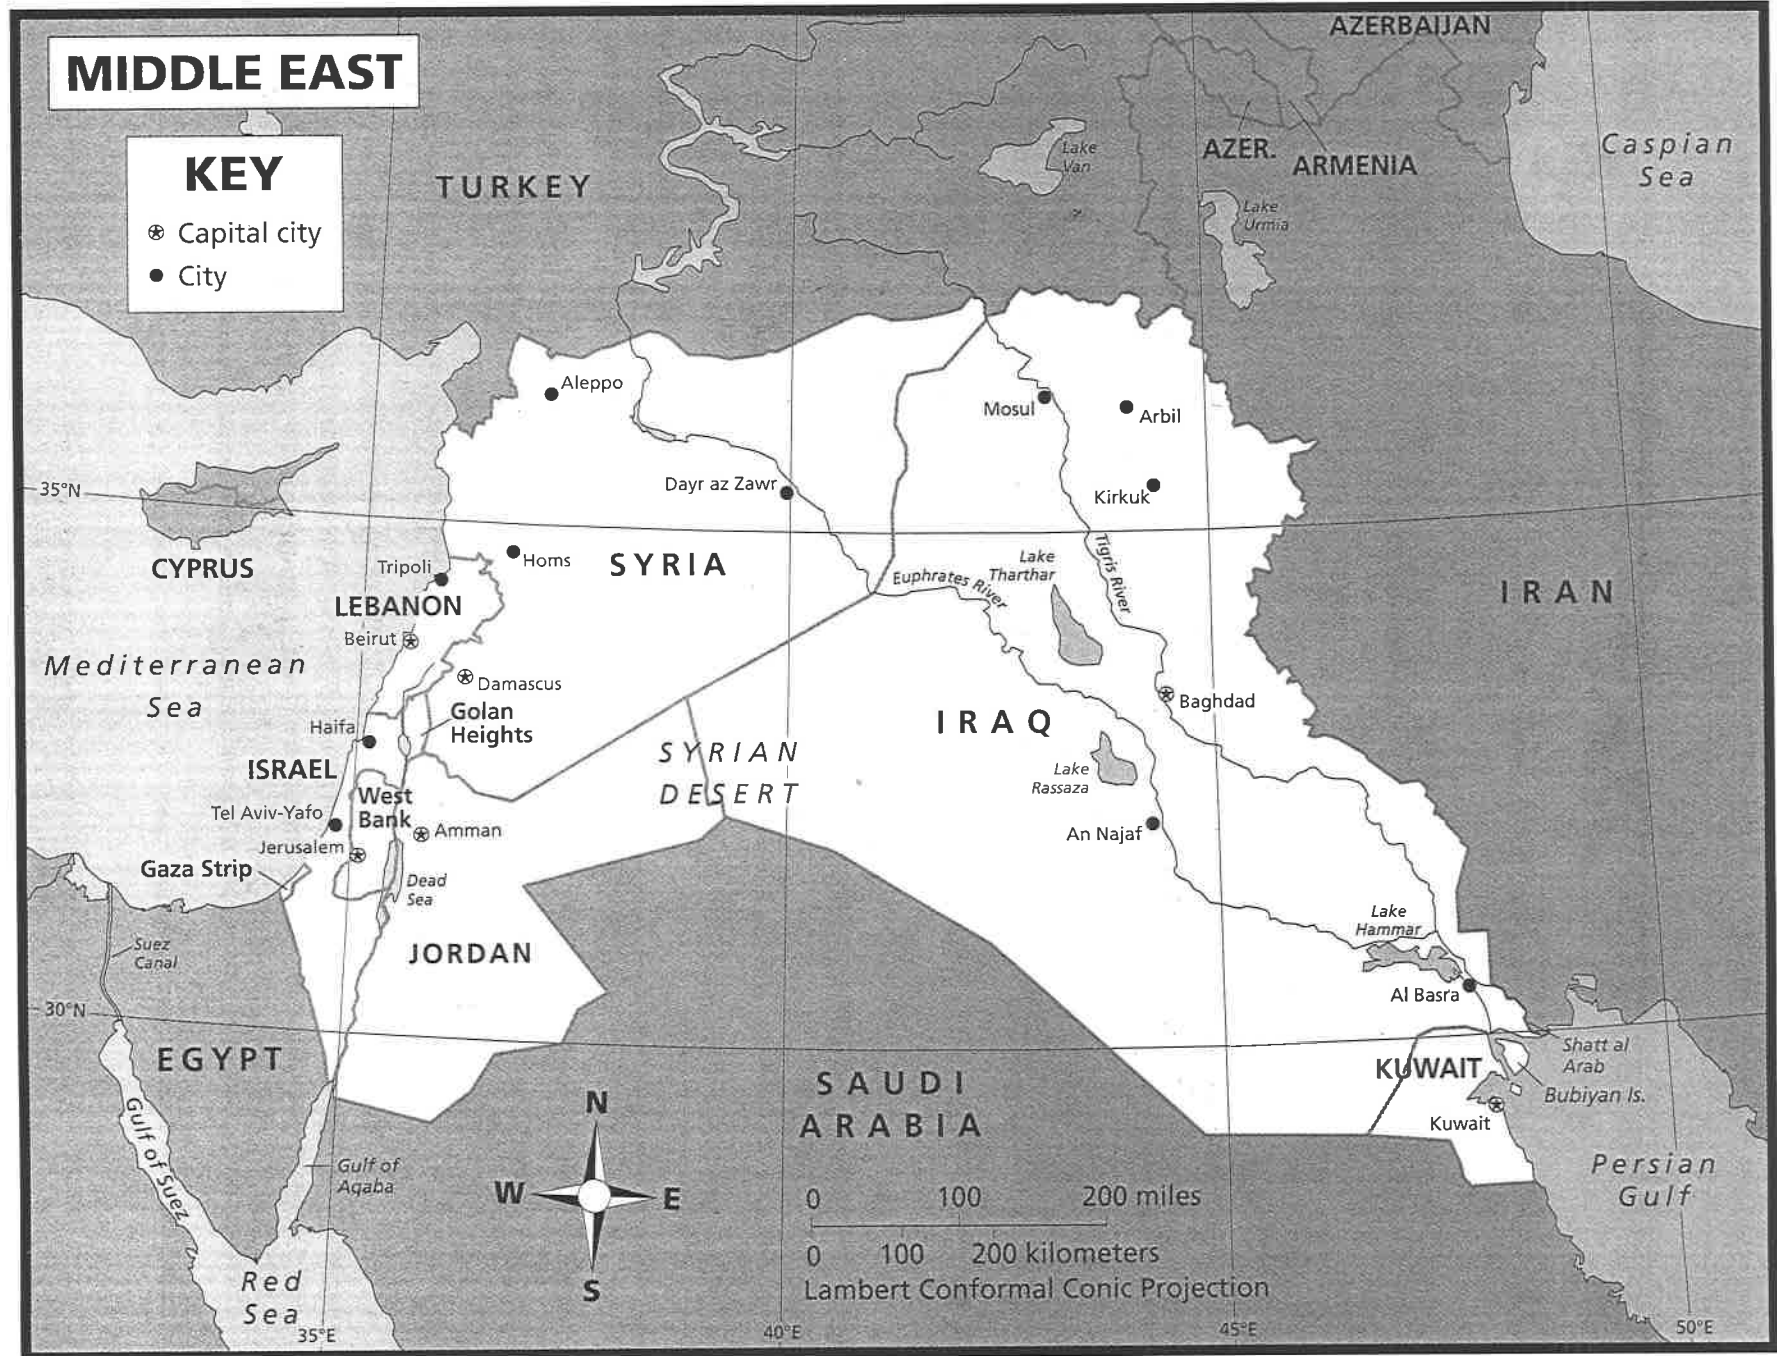 MIDDLE EAST
KEY
Capital city
City
AZERBAIJAN
Caspian
Sea
TURKEY
Lake
Van
AZER.
ARMENIA
Lake
Urmia
Aleppo
Mosul
Arbil
35°N
Dayr az Zawr
Kirkuk
CYPRUS
Tripoli
Homs
SYRIA
Lake
Tharthar
Tigris River
Euphrates River
IRAN
LEBANON
Beirut
Mediterranean
Sea
Damascus
Baghdad
Golan
Heights
Haifa
IRAQ
SYRIAN
DESERT
ISRAEL
Lake
Rassaza
West
Bank
Tel Aviv-Yafo
Amman
An Najaf
Jerusalem
Gaza Strip
Dead
Sea
Lake
Hammar
Suez
Canal
JORDAN
Al Basra
30°N
EGYPT
Shatt al
Arab
KUWAIT
Bubiyan Is.
SAUDI
ARABIA
Kuwait
Gulf of Suez
Gulf of
Aqaba
Persian
Gulf
N
W
E
S
0 100 200 miles
0 100 200 kilometers
Lambert Conformal Conic Projection
Red
Sea
35°E
40°E
45°E
50°E